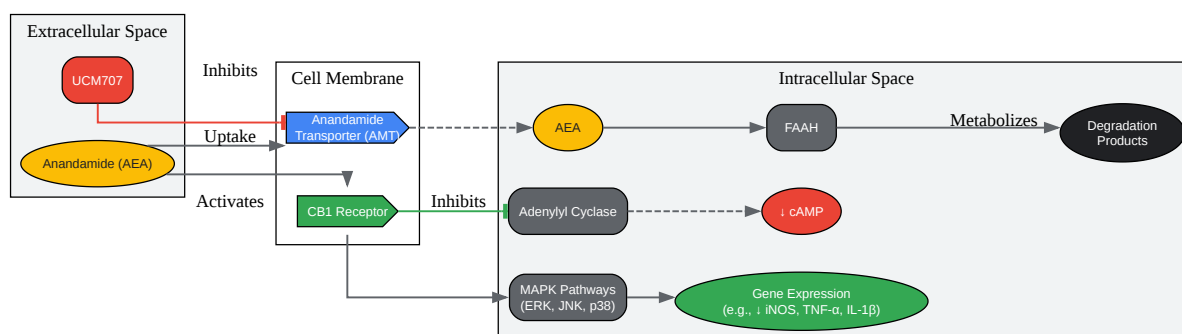 Extracellular Space
UCM707
Inhibits
Cell Membrane
Intracellular Space
Anandamide
Transporter (AMT)
AEA
FAAH
Metabolizes
Degradation
Products
Uptake
Anandamide (AEA)
Activates
CB1 Receptor
Inhibits
Adenylyl Cyclase
↓ cAMP
MAPK Pathways
(ERK, JNK, p38)
Gene Expression
(e.g., ↓ iNOS, TNF-α, IL-1β)